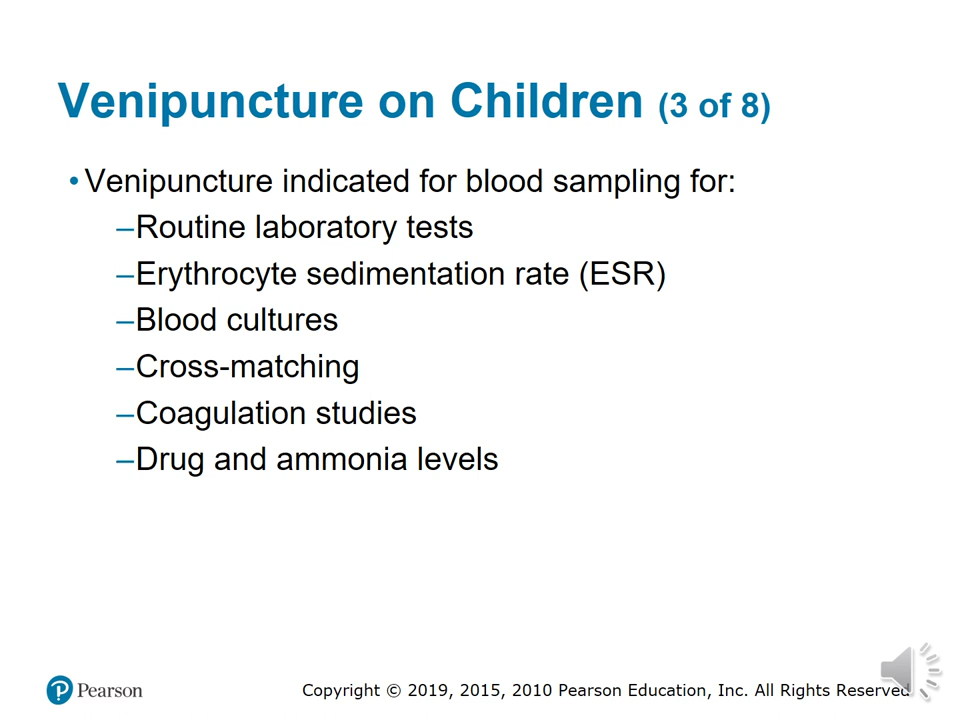 Venipuncture on Children (3 of 8)
• Venipuncture indicated for blood sampling for:
–Routine laboratory tests
–Erythrocyte sedimentation rate (ESR)
–Blood cultures
–Cross-matching
–Coagulation studies
–Drug and ammonia levels
P Pearson
Copyright © 2019, 2015, 2010 Pearson Education, Inc. All Rights Reserved